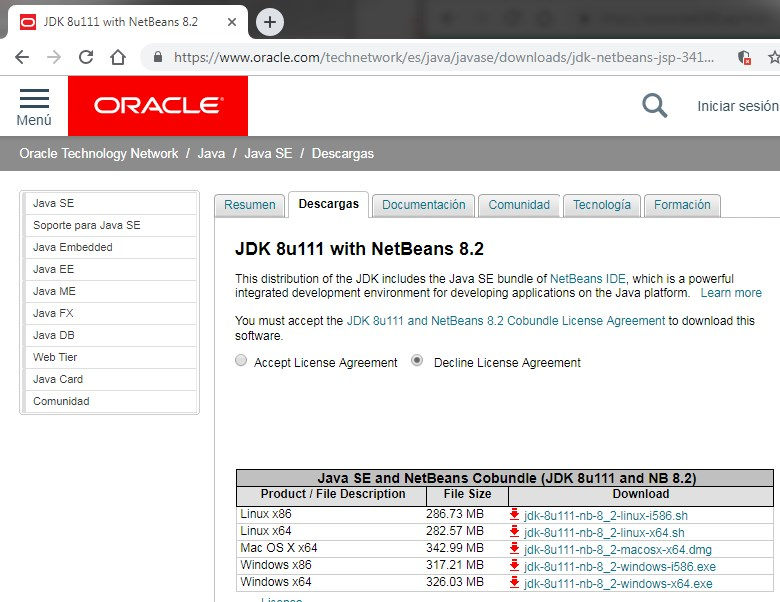 JDK 8u111 with NetBeans 8.2
https://www.oracle.com/technetwork/es/java/javase/downloads/jdk-netbeans-jsp-341...
Menú
ORACLE
Iniciar sesión
Oracle Technology Network / Java / Java SE / Descargas
Java SE
Soporte para Java SE
Java Embedded
Java EE
Java ME
Java FX
Java DB
Web Tier
Java Card
Comunidad
Resumen Descargas Documentación Comunidad Tecnología Formación
JDK 8u111 with NetBeans 8.2
This distribution of the JDK includes the Java SE bundle of NetBeans IDE, which is a powerful
integrated development environment for developing applications on the Java platform. Learn more
You must accept the JDK 8u111 and NetBeans 8.2 Cobundle License Agreement to download this
software.
Accept License Agreement Decline License Agreement
Java SE and NetBeans Cobundle (JDK 8u111 and NB 8.2)
Product / File Description File Size Download
Linux x86 286.73 MB jdk-8u111-nb-8_2-linux-i586.sh
Linux x64 282.57 MB jdk-8u111-nb-8_2-linux-x64.sh
Mac OS X x64 342.99 MB jdk-8u111-nb-8_2-macosx-x64.dmg
Windows x86 317.21 MB jdk-8u111-nb-8_2-windows-i586.exe
Windows x64 326.03 MB jdk-8u111-nb-8_2-windows-x64.exe
License